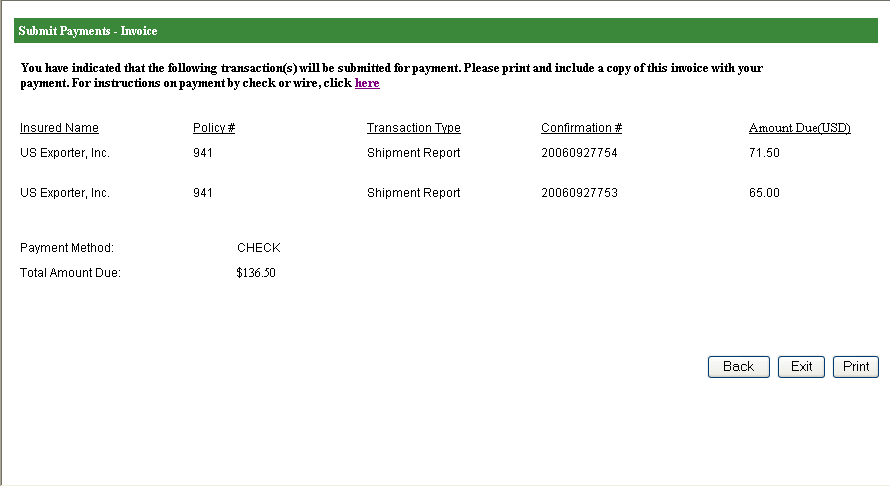 Submit Payments - Invoice
You have indicated that the following transaction(s) will be submitted for payment. Please print and include a copy of this invoice with your
payment. For instructions on payment by check or wire, click here
Insured Name Policy # Transaction Type Confirmation # Amount Due(USD)
US Exporter, Inc. 941 Shipment Report 20060927754 71.50
US Exporter, Inc. 941 Shipment Report 20060927753 65.00
Payment Method: CHECK
Total Amount Due: $136.50
Back Exit Print